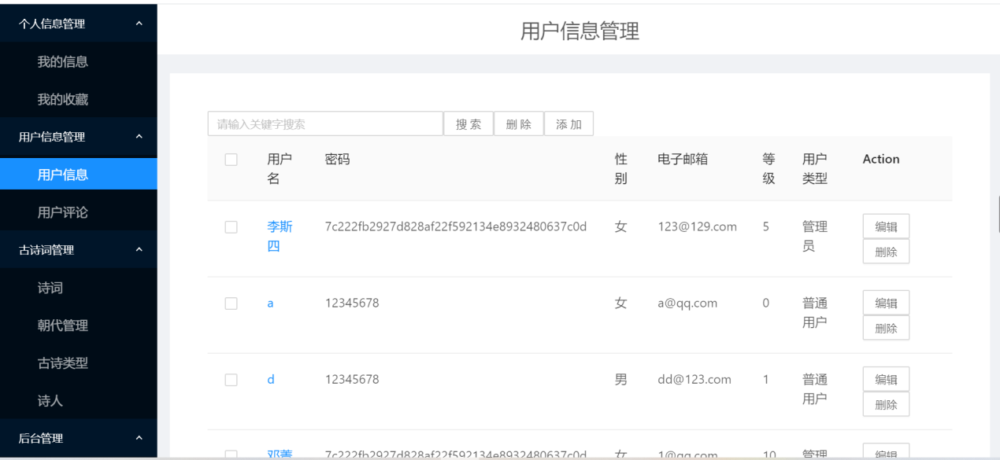 个人信息管理
我的信息
我的收藏
用户信息管理
用户信息
用户评论
古诗词管理
诗词
朝代管理
古诗类型
诗人
后台管理
用户信息管理
请输入关键字搜索 搜 索 删 除 添 加
用户 密码 性 电子邮箱 等 用户 Action
名 别 级 类型
李斯 7c222fb2927d828af22f592134e8932480637c0d 女 123@129.com 5 管理 编辑
四 员 删除
a 12345678 女 a@qq.com 0 普通 编辑
用户 删除
d 12345678 男 dd@123.com 1 普通 编辑
用户 删除
邓菁 7c222fb2927d828af22f592134e8932480637c0d 女 1@qq.com 10 管理 编辑